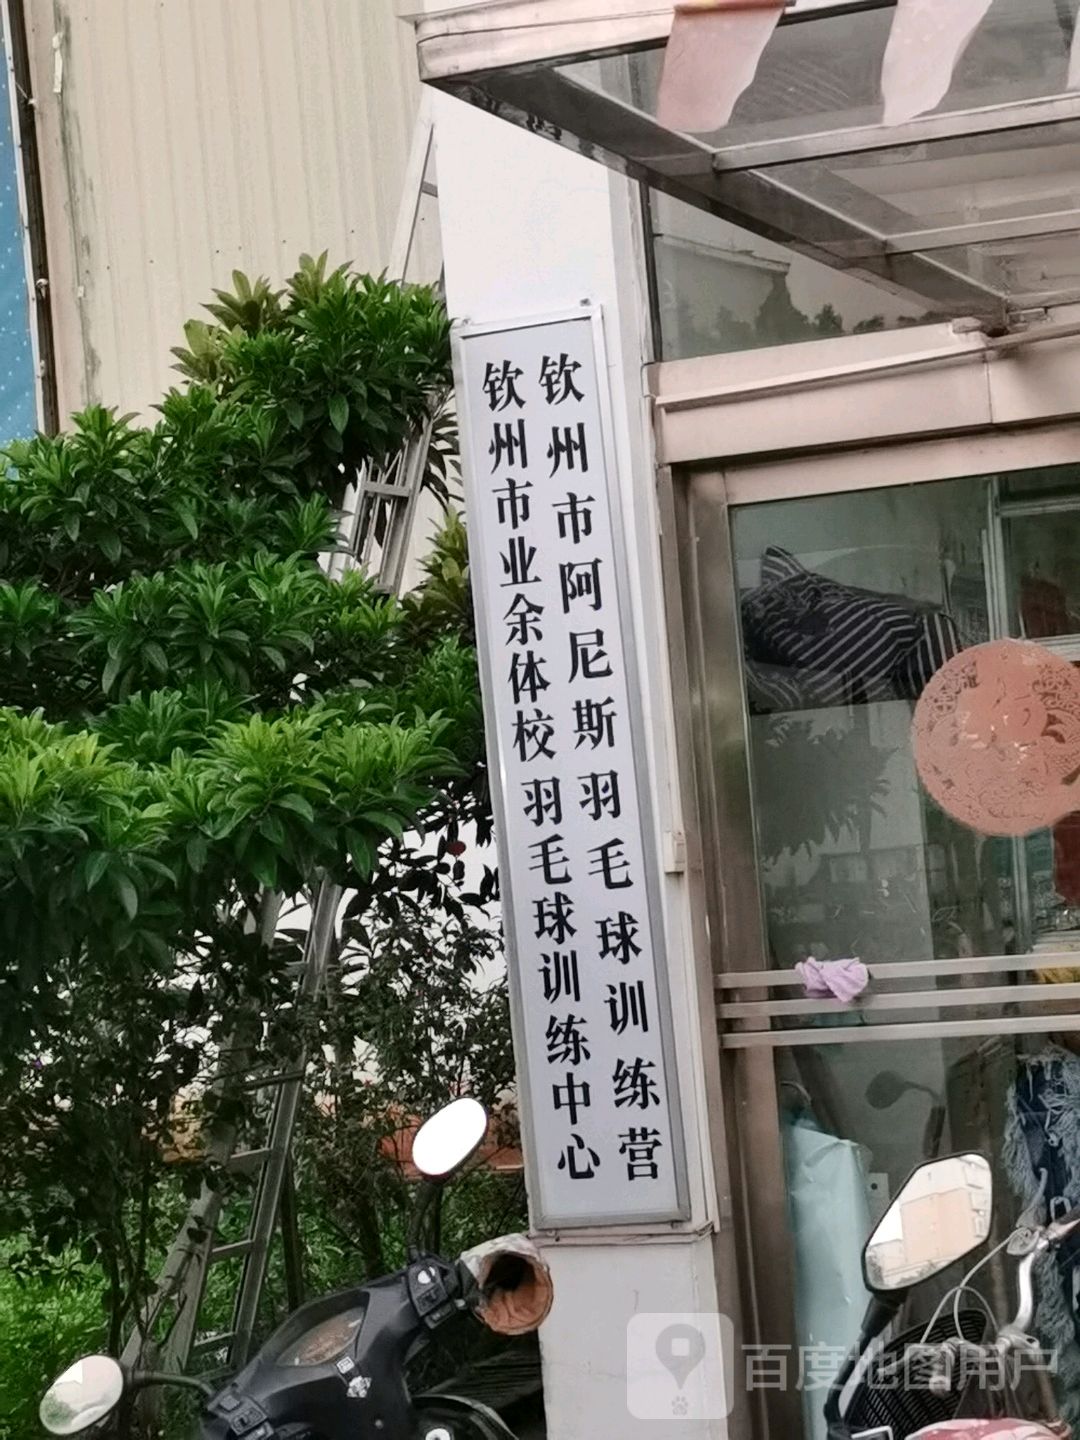 钦州市阿尼斯羽毛球训练营
钦州市业余体校羽毛球训练中心
百度地图用户